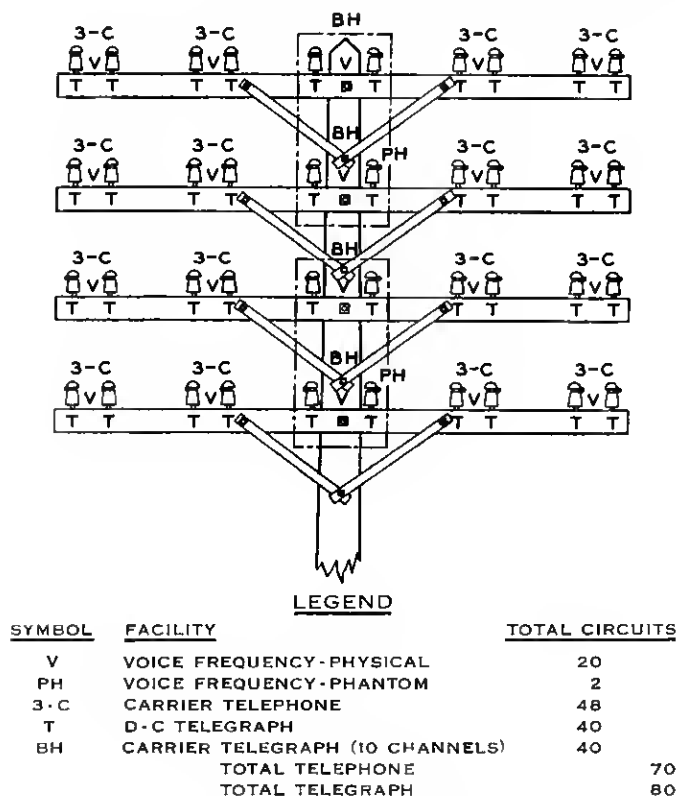 BH
3-C 3-C 3-C 3-C
V V V V V
T T T T T T T T T T
BH
3-C 3-C PH 3-C 3-C
V V V V V
T T T T T T T T T T
BH
3-C 3-C 3-C 3-C
V V V V V
T T T T T T T T T T
BH
3-C 3-C PH 3-C 3-C
V V V V V
T T T T T T T T T T
LEGEND
SYMBOL FACILITY TOTAL CIRCUITS
V VOICE FREQUENCY-PHYSICAL 20
PH VOICE FREQUENCY-PHANTOM 2
3-C CARRIER TELEPHONE 48
T D-C TELEGRAPH 40
BH CARRIER TELEGRAPH (10 CHANNELS) 40
TOTAL TELEPHONE 70
TOTAL TELEGRAPH 80